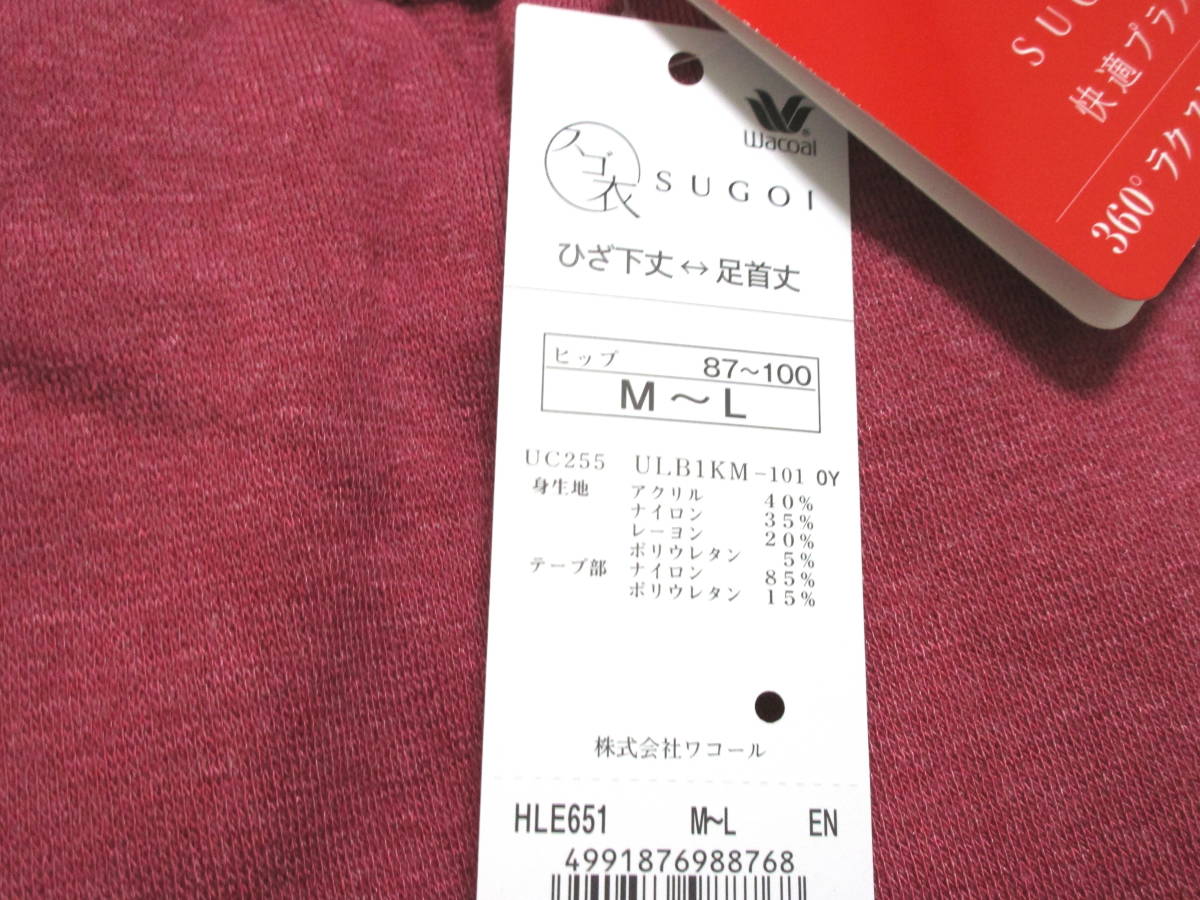 Wacoal
スゴ衣 SUGOI
ひざ下丈↔足首丈
ヒップ 87～100
M～L
UC255 ULB1KM-101 0Y
身生地 アクリル 40%
ナイロン 35%
レーヨン 20%
ポリウレタン 5%
テープ部 ナイロン 85%
ポリウレタン 15%
株式会社ワコール
HLE651 M～L EN
4991876988768
SUG
快適プラ
360° ラク